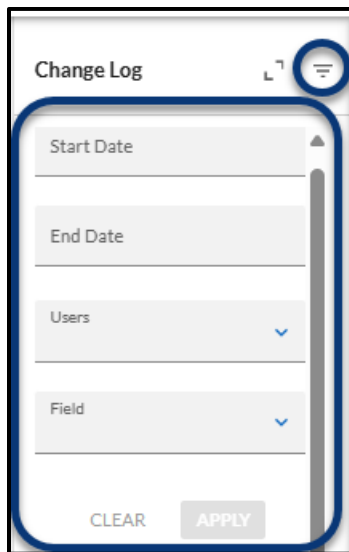 Change Log
Start Date
End Date
Users
Field
CLEAR APPLY